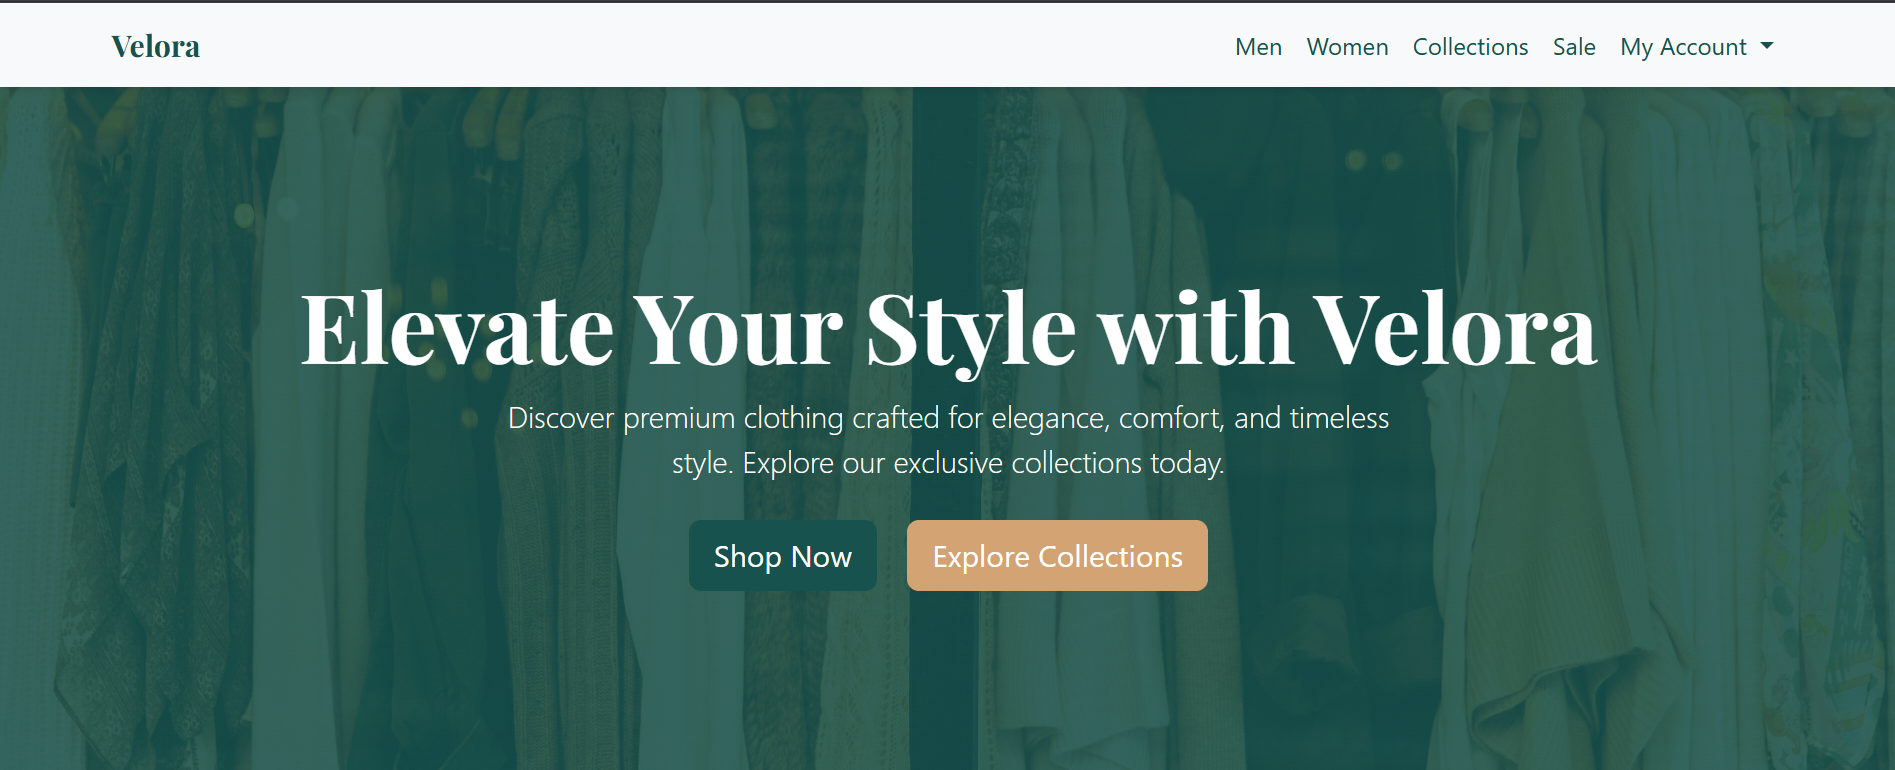 Velora
Men Women Collections Sale My Account
Elevate Your Style with Velora
Discover premium clothing crafted for elegance, comfort, and timeless
style. Explore our exclusive collections today.
Shop Now Explore Collections